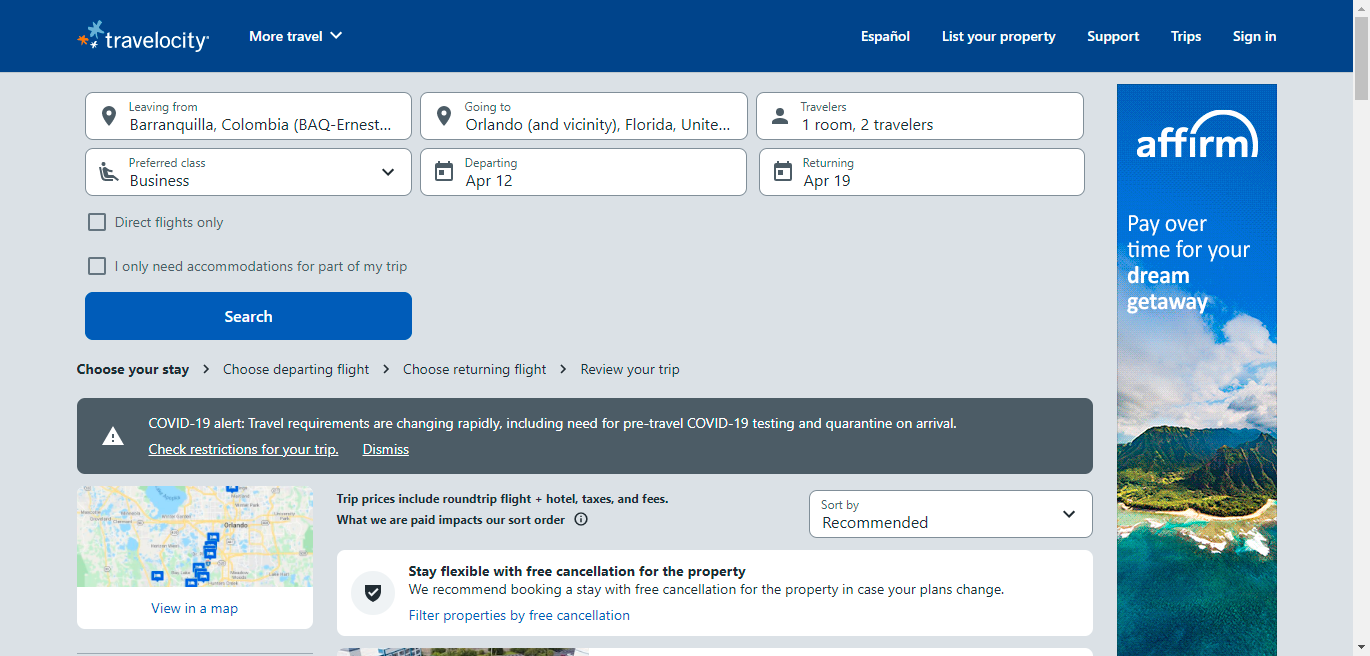 travelocity
More travel
Español
List your property
Support
Trips
Sign in
Leaving from
Barranquilla, Colombia (BAQ-Ernest...
Going to
Orlando (and vicinity), Florida, Unite...
Travelers
1 room, 2 travelers
Preferred class
Business
Departing
Apr 12
Returning
Apr 19
Direct flights only
I only need accommodations for part of my trip
Search
Choose your stay
Choose departing flight
Choose returning flight
Review your trip
COVID-19 alert: Travel requirements are changing rapidly, including need for pre-travel COVID-19 testing and quarantine on arrival.
Check restrictions for your trip.
Dismiss
Orlando
View in a map
Trip prices include roundtrip flight + hotel, taxes, and fees.
What we are paid impacts our sort order
Sort by
Recommended
Stay flexible with free cancellation for the property
We recommend booking a stay with free cancellation for the property in case your plans change.
Filter properties by free cancellation
affirm
Pay over
time for your
dream
getaway